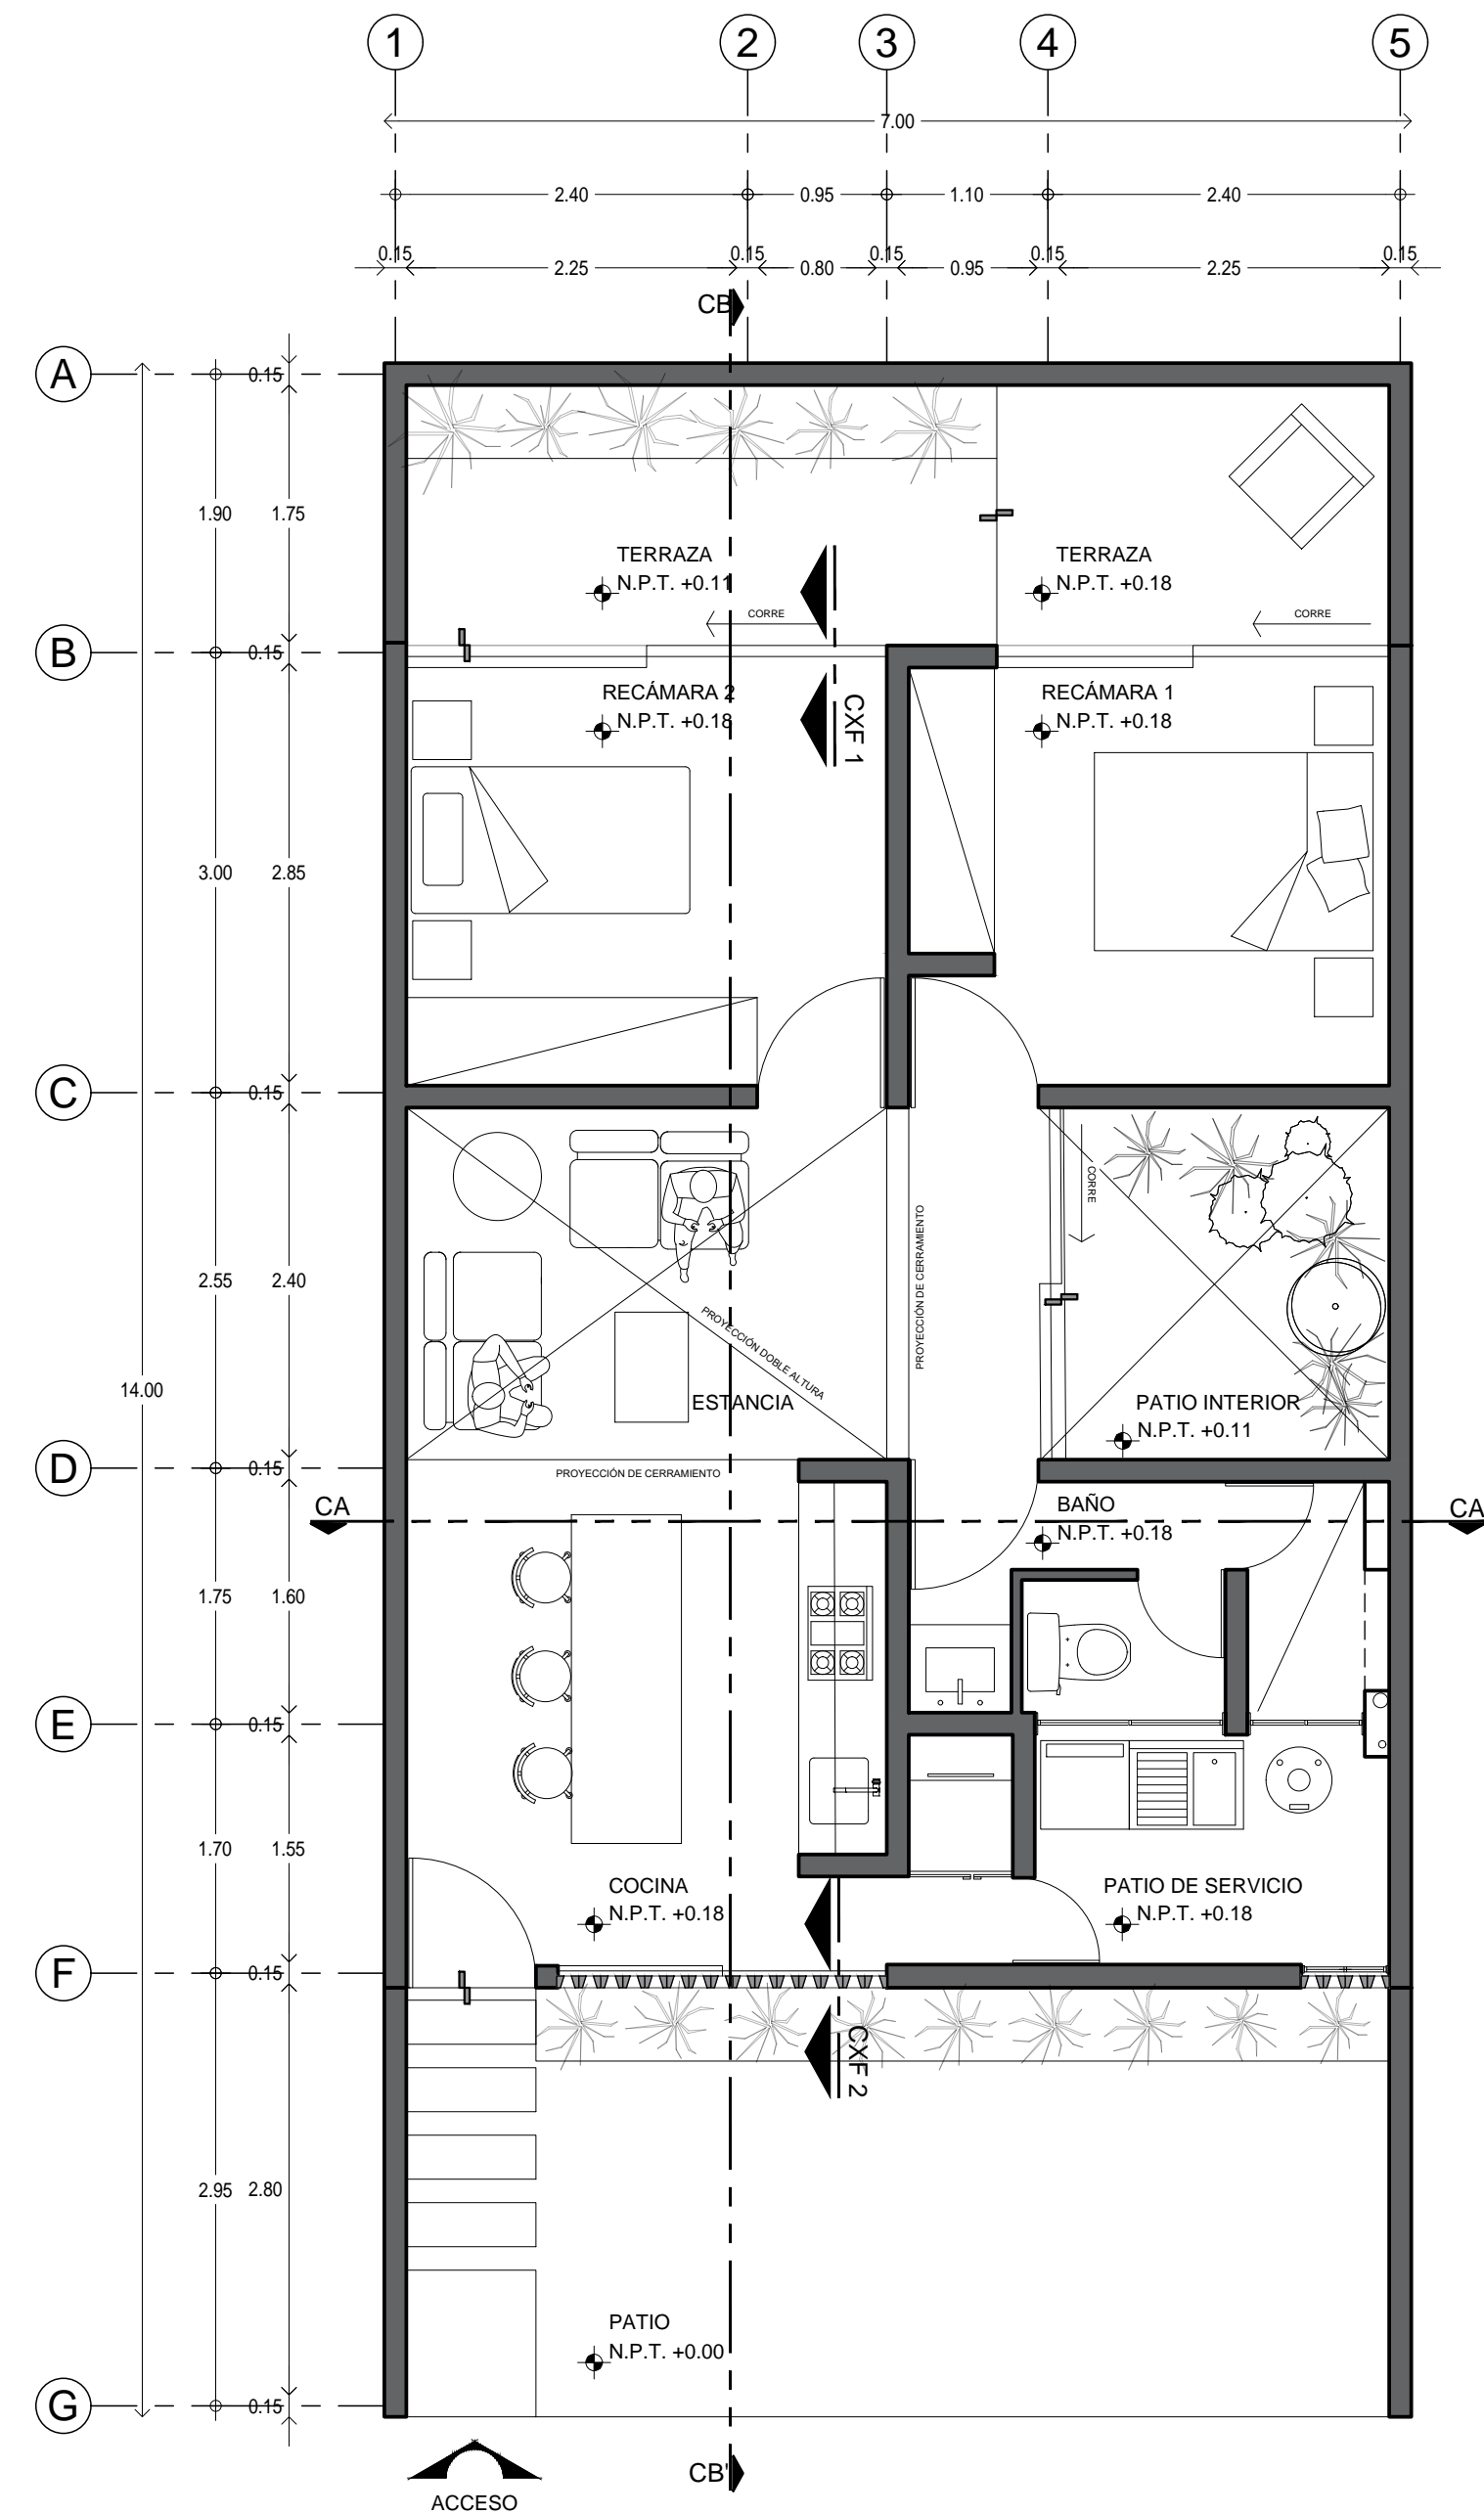 1 2 3 4 5
7.00
2.40 0.95 1.10 2.40
0.15 0.15 0.15 0.15 0.15
2.25 0.80 0.95 2.25
CB
A 0.15
1.90 1.75
TERRAZA
N.P.T. +0.11
TERRAZA
N.P.T. +0.18
CORRE
CORRE
B 0.15
RECÁMARA 2
N.P.T. +0.18
CXF 1
RECÁMARA 1
N.P.T. +0.18
3.00 2.85
C 0.15
CORRE
PROYECCIÓN DE CERRAMIENTO
2.55 2.40
PROYECCIÓN DOBLE ALTURA
14.00
ESTANCIA
PATIO INTERIOR
N.P.T. +0.11
D 0.15
PROYECCIÓN DE CERRAMIENTO
CA
BAÑO
N.P.T. +0.18
CA
1.75 1.60
E 0.15
1.70 1.55
COCINA
N.P.T. +0.18
PATIO DE SERVICIO
N.P.T. +0.18
F 0.15
CXF 2
2.95 2.80
PATIO
N.P.T. +0.00
G 0.15
CB'
ACCESO